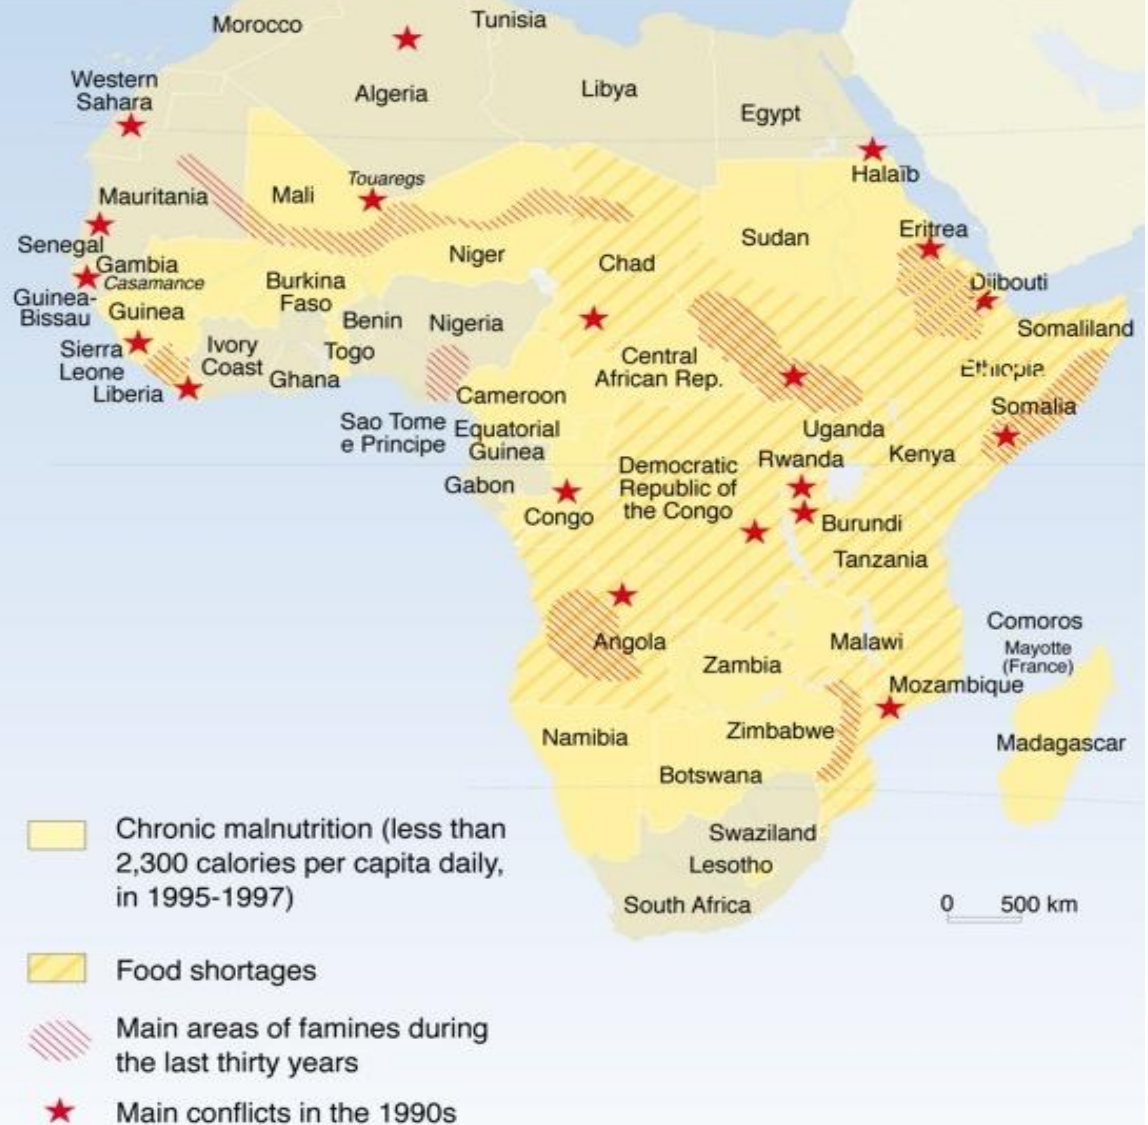 Morocco
Tunisia
Western
Sahara
Algeria
Libya
Egypt
Halaïb
Mauritania
Mali
Touaregs
Senegal
Gambia
Casamance
Niger
Chad
Sudan
Eritrea
Djibouti
Guinea-
Bissau
Guinea
Burkina
Faso
Benin
Nigeria
Somaliland
Sierra
Leone
Liberia
Ivory
Coast
Togo
Ghana
Central
African Rep.
Ethiopia
Somalia
Cameroon
Sao Tome
e Principe
Equatorial
Guinea
Uganda
Rwanda
Kenya
Gabon
Congo
Democratic
Republic of
the Congo
Burundi
Tanzania
Angola
Zambia
Malawi
Comoros
Mayotte
(France)
Mozambique
Namibia
Zimbabwe
Botswana
Madagascar
Swaziland
Lesotho
South Africa
0 500 km
Chronic malnutrition (less than
2,300 calories per capita daily,
in 1995-1997)
Food shortages
Main areas of famines during
the last thirty years
Main conflicts in the 1990s